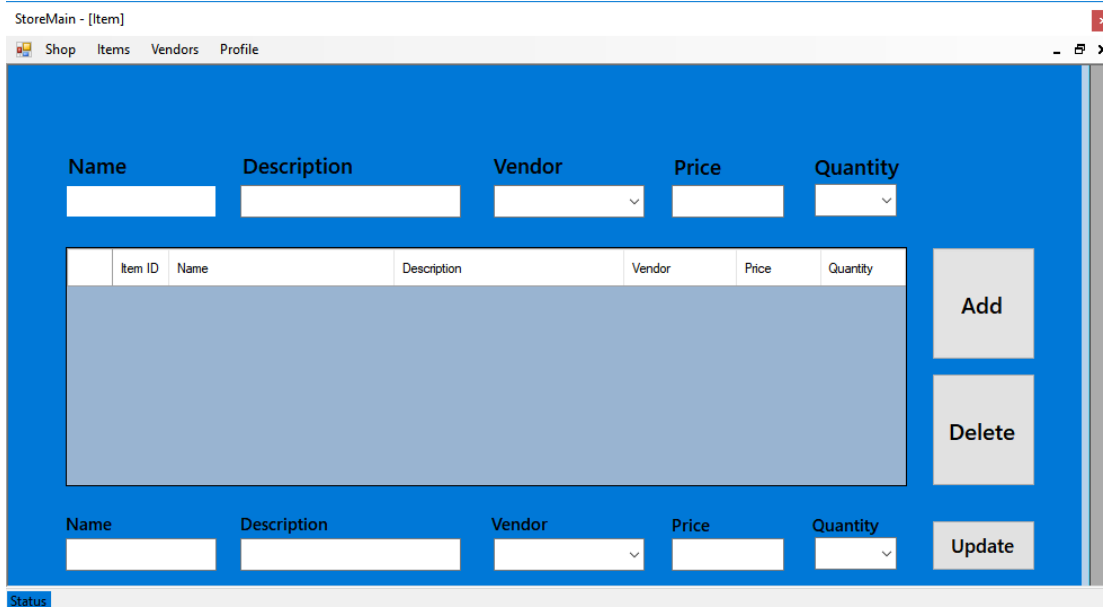 StoreMain - [Item]
Shop Items Vendors Profile
Name Description Vendor Price Quantity
Item ID Name Description Vendor Price Quantity
Add
Delete
Name Description Vendor Price Quantity
Update
Status